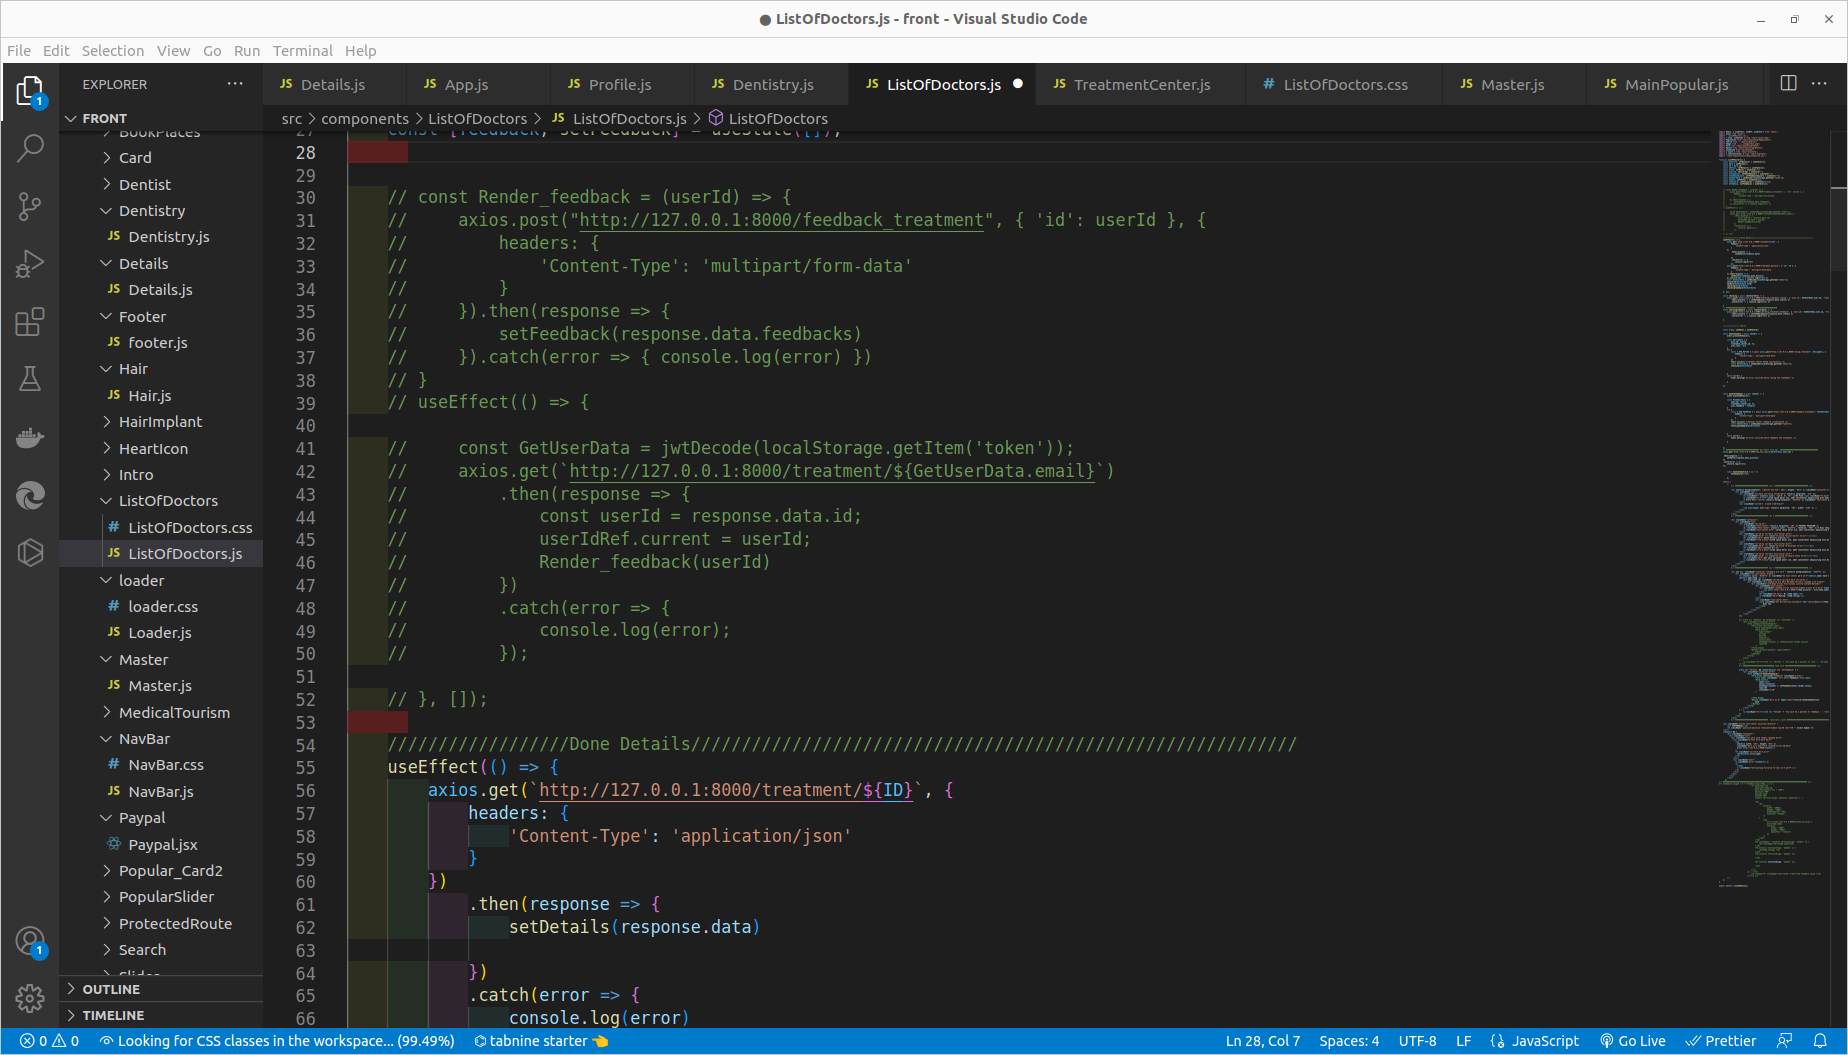 ListOfDoctors.js - front - Visual Studio Code
File Edit Selection View Go Run Terminal Help
EXPLORER
JS Details.js
JS App.js
JS Profile.js
JS Dentistry.js
JS ListOfDoctors.js
JS TreatmentCenter.js
# ListOfDoctors.css
JS Master.js
JS MainPopular.js
src > components > ListOfDoctors > JS ListOfDoctors.js > ListOfDoctors
1
FRONT
BookPlaces
Card
Dentist
Dentistry
JS Dentistry.js
Details
JS Details.js
Footer
JS footer.js
Hair
JS Hair.js
HairImplant
HeartIcon
Intro
ListOfDoctors
# ListOfDoctors.css
JS ListOfDoctors.js
loader
# loader.css
JS Loader.js
Master
JS Master.js
MedicalTourism
NavBar
# NavBar.css
JS NavBar.js
Paypal
Paypal.jsx
Popular_Card2
PopularSlider
ProtectedRoute
Search
Slider
OUTLINE
TIMELINE
1
27 const [feedback, setFeedback] = useState([]);
28
29
30 // const Render_feedback = (userId) => {
31 //     axios.post("http://127.0.0.1:8000/feedback_treatment", { 'id': userId }, {
32 //         headers: {
33 //             'Content-Type': 'multipart/form-data'
34 //         }
35 //     }).then(response => {
36 //         setFeedback(response.data.feedbacks)
37 //     }).catch(error => { console.log(error) })
38 // }
39 // useEffect(() => {
40
41 //     const GetUserData = jwtDecode(localStorage.getItem('token'));
42 //     axios.get(`http://127.0.0.1:8000/treatment/${GetUserData.email}`)
43 //         .then(response => {
44 //             const userId = response.data.id;
45 //             userIdRef.current = userId;
46 //             Render_feedback(userId)
47 //         })
48 //         .catch(error => {
49 //             console.log(error);
50 //         });
51
52 // }, []);
53
54 //////////////////Done Details////////////////////////////////////////////////////////////
55 useEffect(() => {
56     axios.get(`http://127.0.0.1:8000/treatment/${ID}`, {
57         headers: {
58             'Content-Type': 'application/json'
59         }
60     })
61         .then(response => {
62             setDetails(response.data)
63
64         })
65         .catch(error => {
66             console.log(error)
0 0 Looking for CSS classes in the workspace... (99.49%) tabnine starter Ln 28, Col 7 Spaces: 4 UTF-8 LF {} JavaScript Go Live Prettier